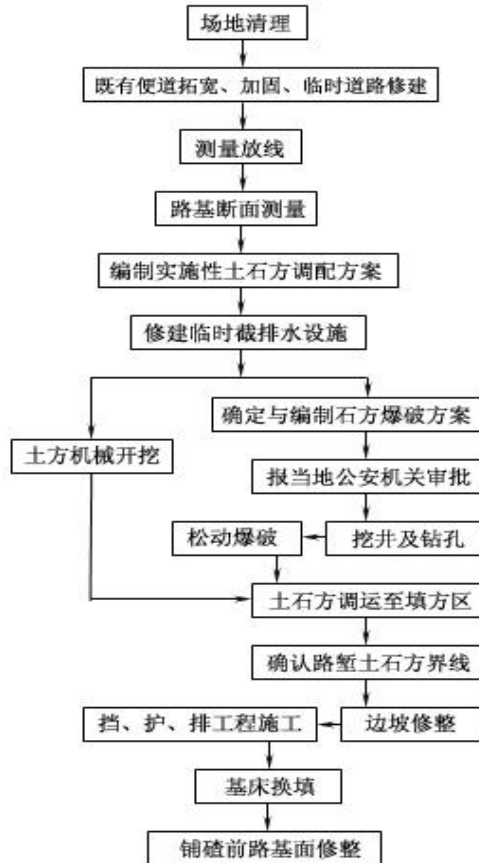 场地清理
既有便道拓宽、加固、临时道路修建
测量放线
路基断面测量
编制实施性土石方调配方案
修建临时截排水设施
确定与编制石方爆破方案
土方机械开挖
报当地公安机关审批
松动爆破
挖井及钻孔
土石方调运至填方区
确认路堑土石方界线
挡、护、排工程施工
边坡修整
基床换填
铺碴前路基面修整